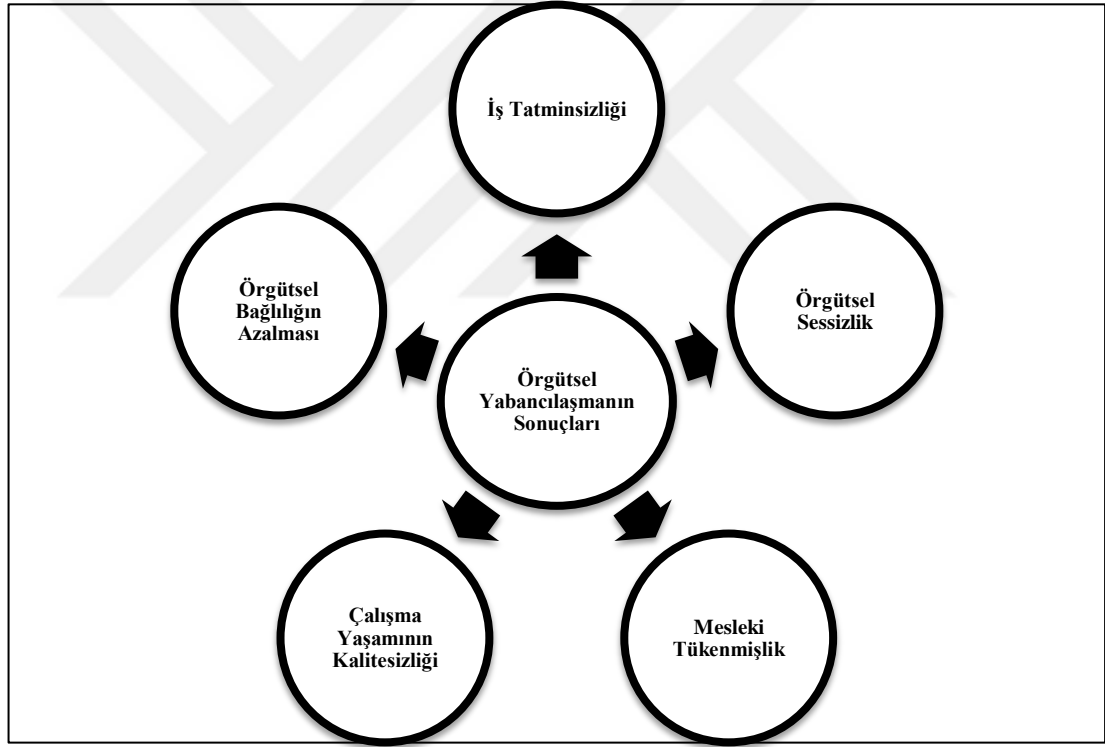 İş Tatminsizliği
Örgütsel
Bağlılığın
Azalması
Örgütsel
Sessizlik
Örgütsel
Yabancılaşmanın
Sonuçları
Çalışma
Yaşamının
Kalitesizliği
Mesleki
Tükenmişlik